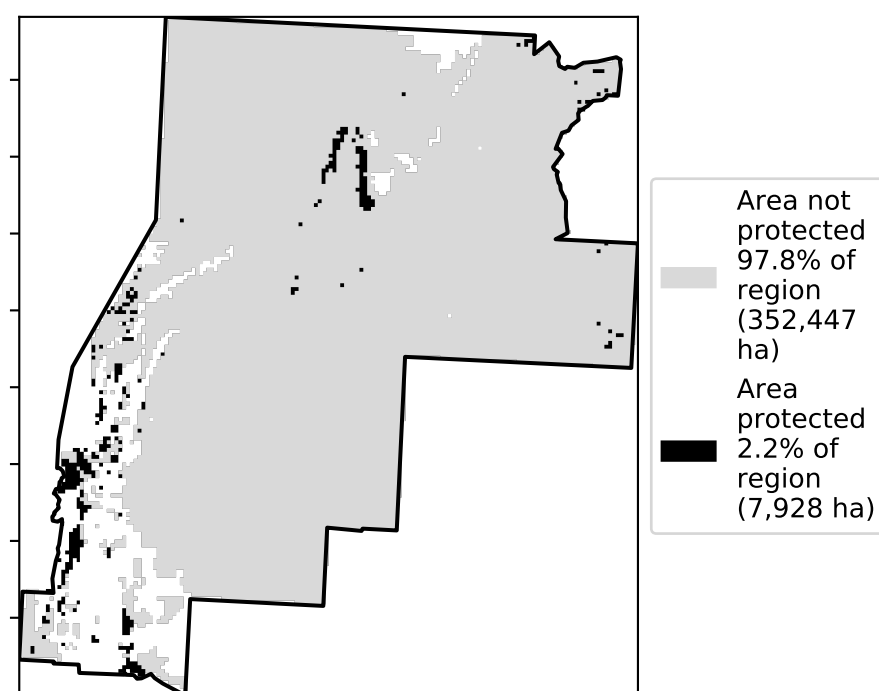 Area not
protected
97.8% of
region
(352,447
ha)
Area
protected
2.2% of
region
(7,928 ha)